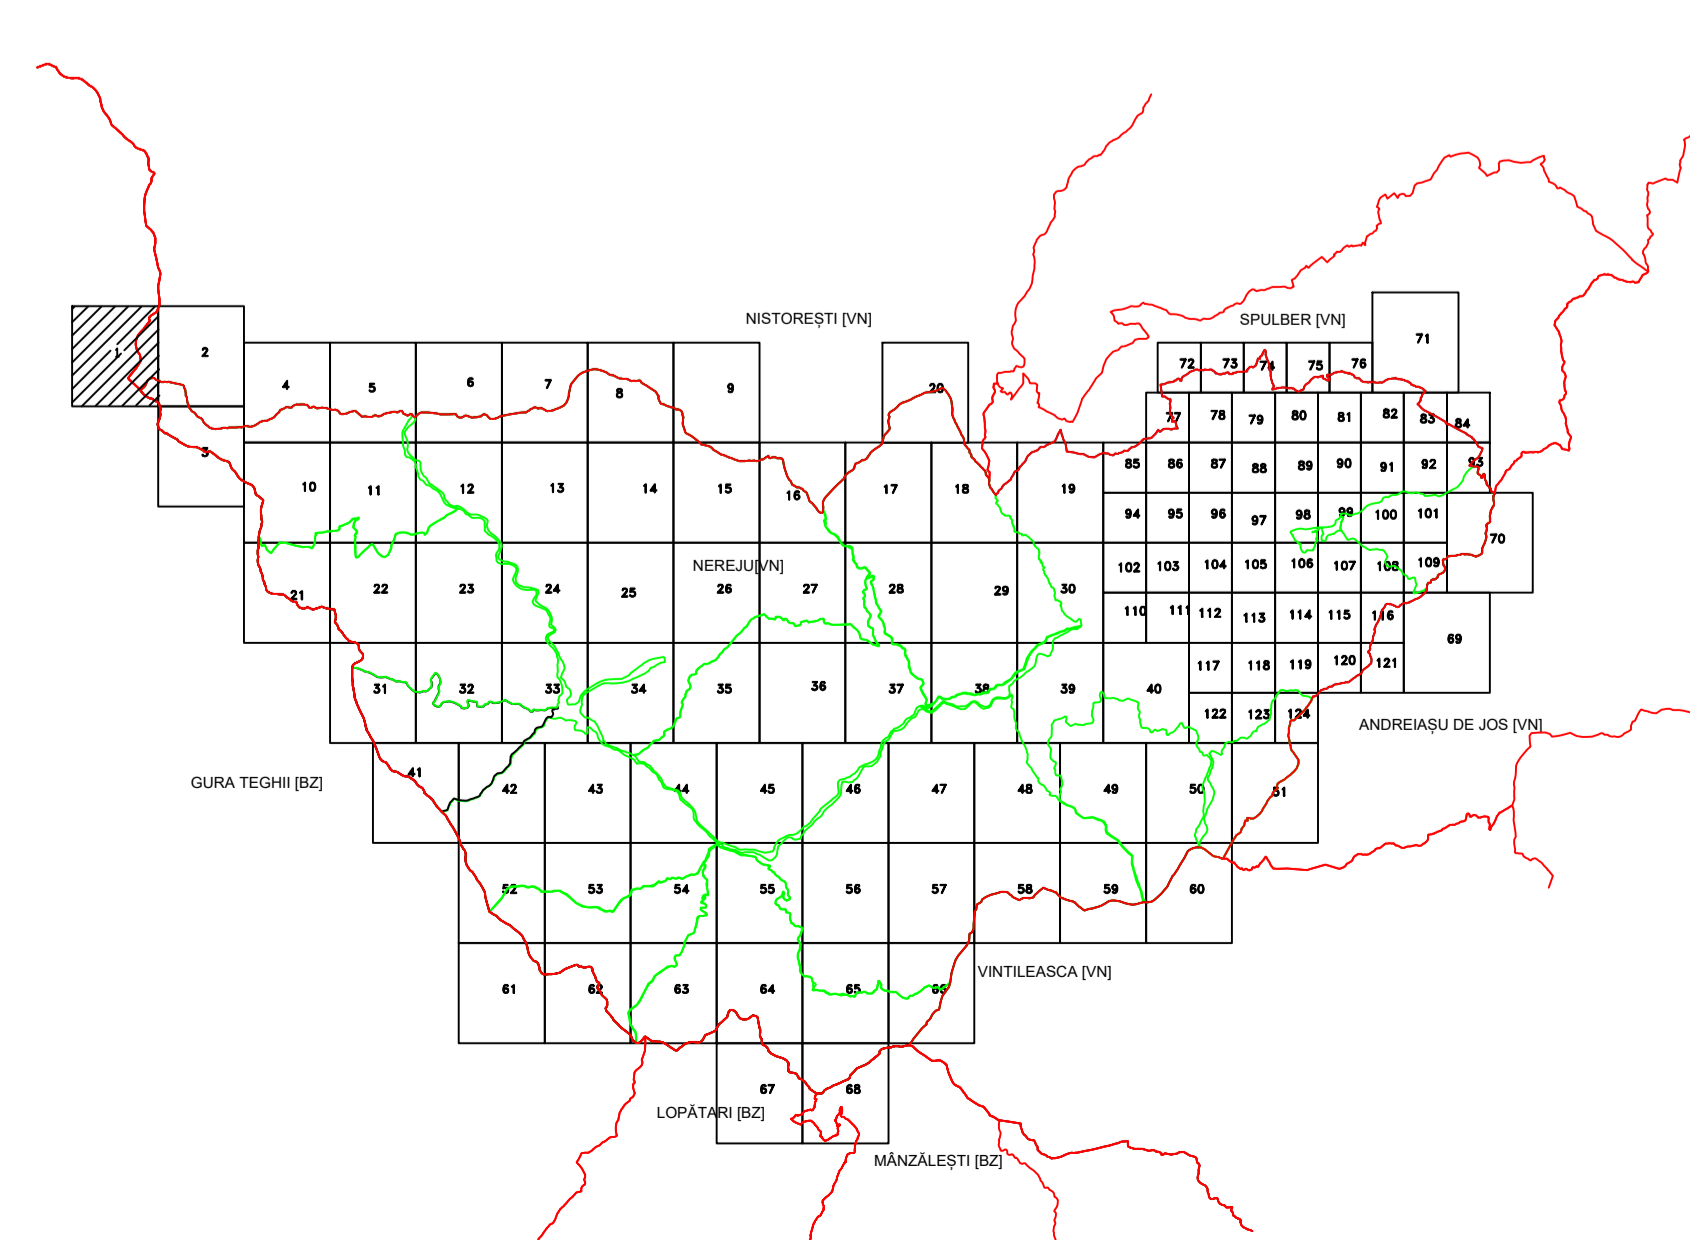 NISTOREȘTI [VN]
SPULBER [VN]
71
1
2
72 73 74 75 76
4 5 6 7 8 9 20
77 78 79 80 81 82 83 84
3
85 86 87 88 89 90 91 92 93
10 11 12 13 14 15 16 17 18 19
94 95 96 97 98 99 100 101
70
NEREJU[VN]
102 103 104 105 106 107 108 109
21 22 23 24 25 26 27 28 29 30
110 111 112 113 114 115 116
69
117 118 119 120 121
31 32 33 34 35 36 37 38 39 40
122 123 124
ANDREIAȘU DE JOS [VN]
GURA TEGHII [BZ]
41 42 43 44 45 46 47 48 49 50 51
52 53 54 55 56 57 58 59 60
VINTILEASCA [VN]
61 62 63 64 65 66
67 68
LOPĂTARI [BZ]
MÂNZĂLEȘTI [BZ]